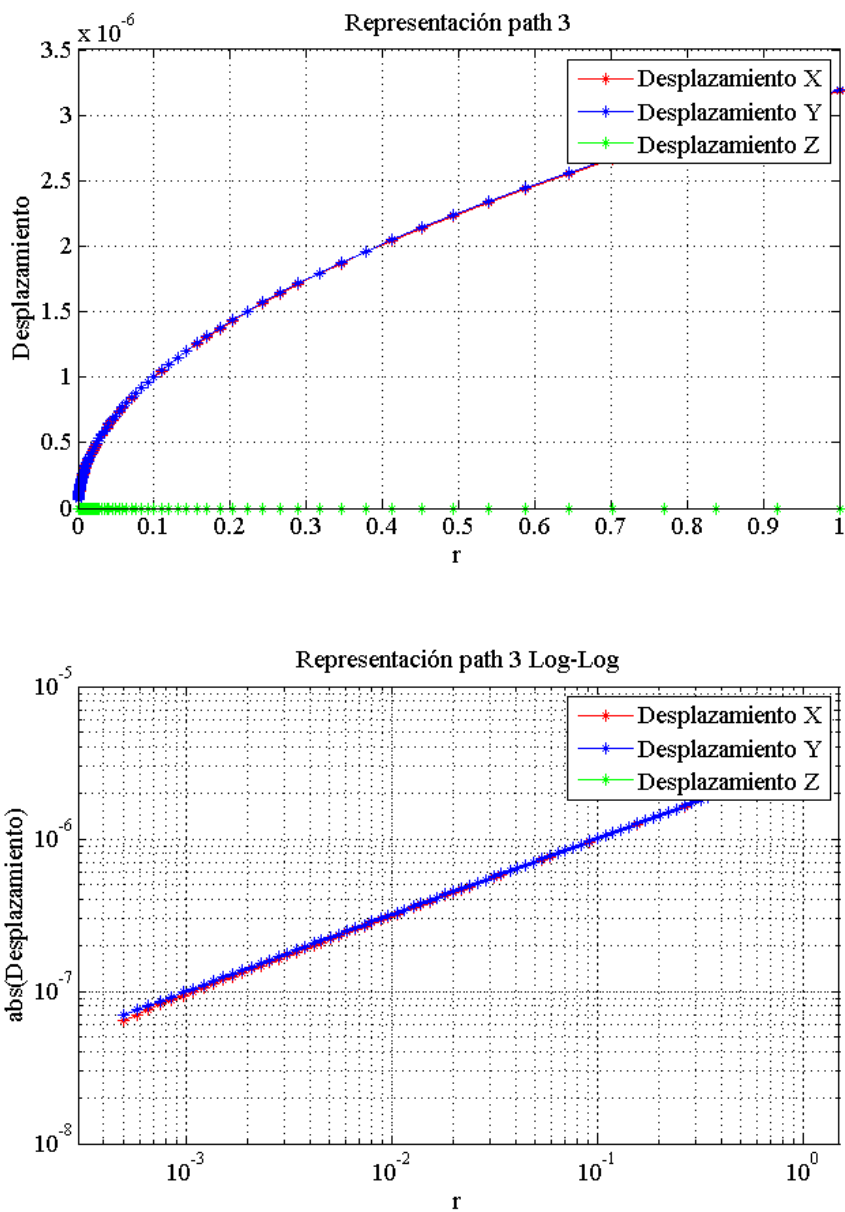 Representación path 3
x 10-6
3.5
3
2.5
2
1.5
1
0.5
0
Desplazamiento
Desplazamiento X
Desplazamiento Y
Desplazamiento Z
0 0.1 0.2 0.3 0.4 0.5 0.6 0.7 0.8 0.9 1
r
Representación path 3 Log-Log
10-5
10-6
10-7
10-8
abs(Desplazamiento)
Desplazamiento X
Desplazamiento Y
Desplazamiento Z
10-3 10-2 10-1 100
r